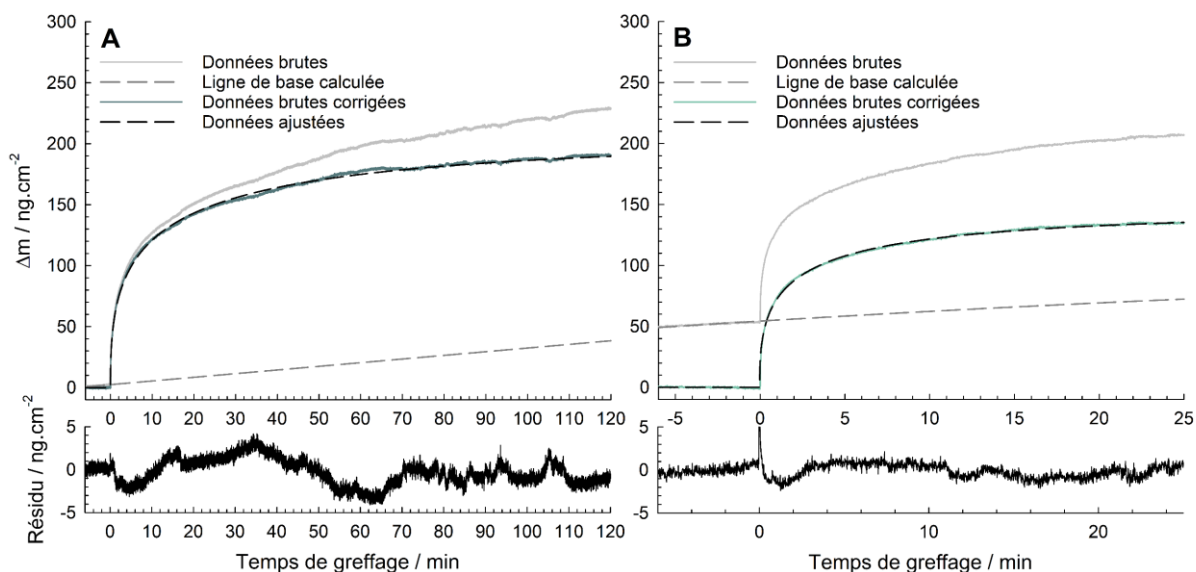 A
Données brutes
Ligne de base calculée
Données brutes corrigées
Données ajustées
Δm / ng.cm-2
300
250
200
150
100
50
0
0 10 20 30 40 50 60 70 80 90 100 110 120
Résidu / ng.cm-2
5
0
-5
0 10 20 30 40 50 60 70 80 90 100 110 120
Temps de greffage / min
B
Données brutes
Ligne de base calculée
Données brutes corrigées
Données ajustées
300
250
200
150
100
50
0
-5 0 5 10 15 20 25
5
0
-5
0 10 20
Temps de greffage / min